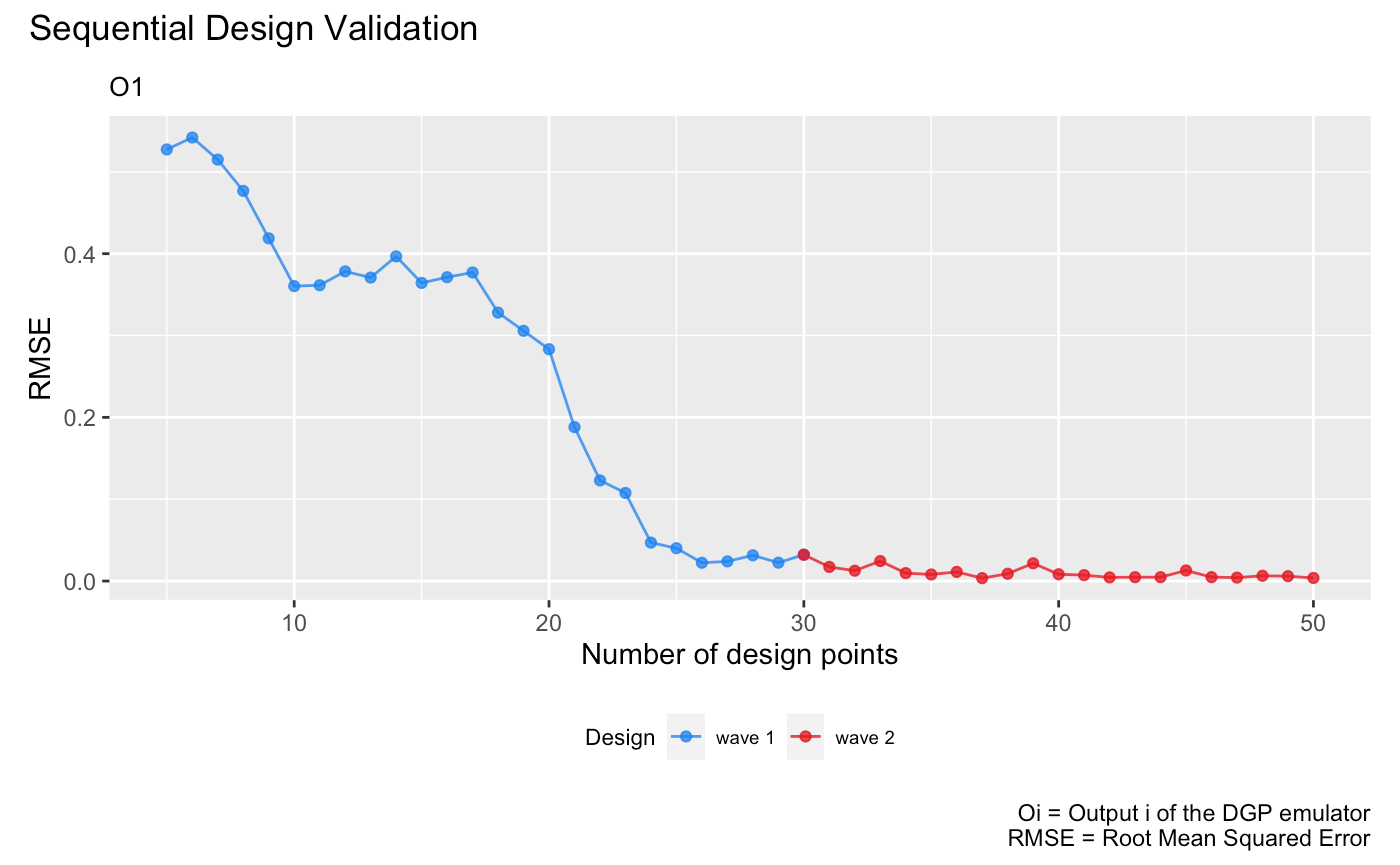 Sequential Design Validation
O1
RMSE
0.4
0.2
0.0
10 20 30 40 50
Number of design points
Design wave 1 wave 2
Oi = Output i of the DGP emulator
RMSE = Root Mean Squared Error